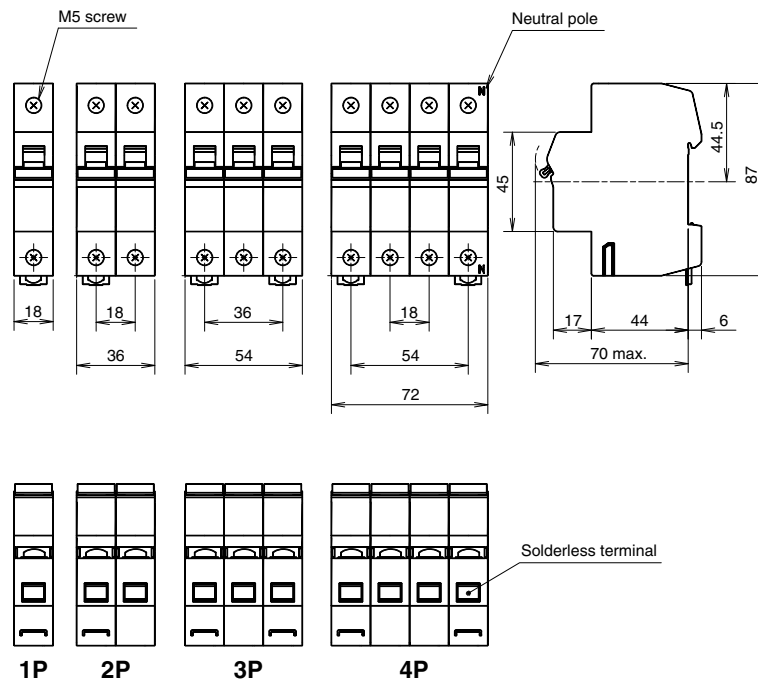 M5 screw
Neutral pole
N
45
44.5
87
N
18
18
36
18
17
44
6
36
54
54
70 max.
72
Solderless terminal
1P
2P
3P
4P